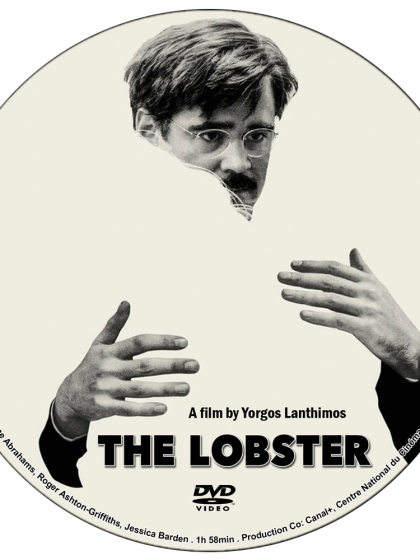 A film by Yorgos Lanthimos
THE LOBSTER
DVD
VIDEO
Abrahams, Roger Ashton-Griffiths, Jessica Barden . 1h 58min . Production Co: Canal+, Centre National du